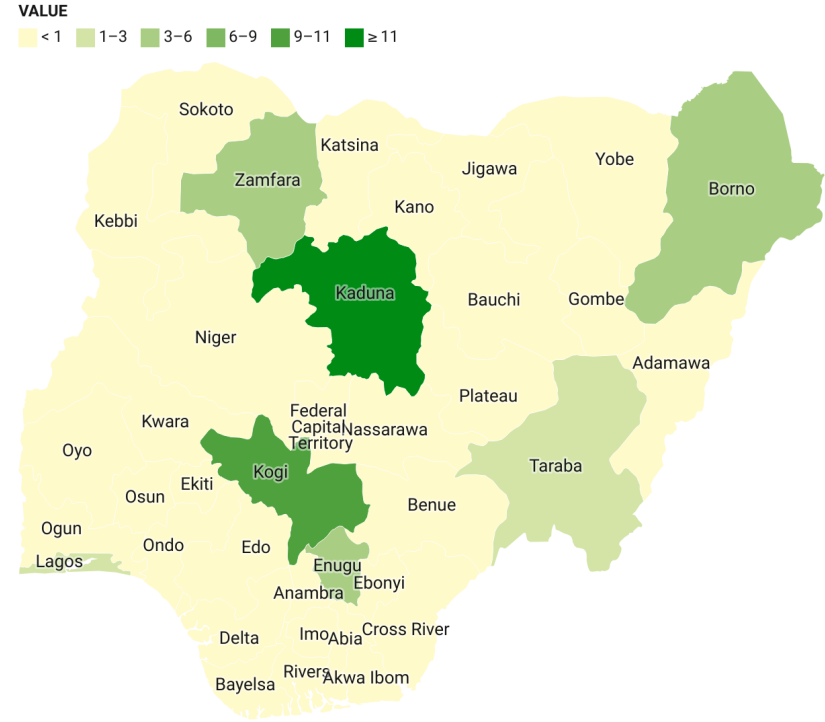 VALUE
< 1 1–3 3–6 6–9 9–11 ≥ 11
Sokoto
Katsina
Jigawa
Yobe
Zamfara
Borno
Kano
Kebbi
Kaduna
Bauchi
Gombe
Niger
Adamawa
Plateau
Federal
Capital
Territory
Nassarawa
Kwara
Oyo
Kogi
Taraba
Ekiti
Osun
Benue
Ogun
Ondo
Edo
Lagos
Enugu
Ebonyi
Anambra
Delta
Imo
Abia
Cross River
Rivers
Akwa Ibom
Bayelsa